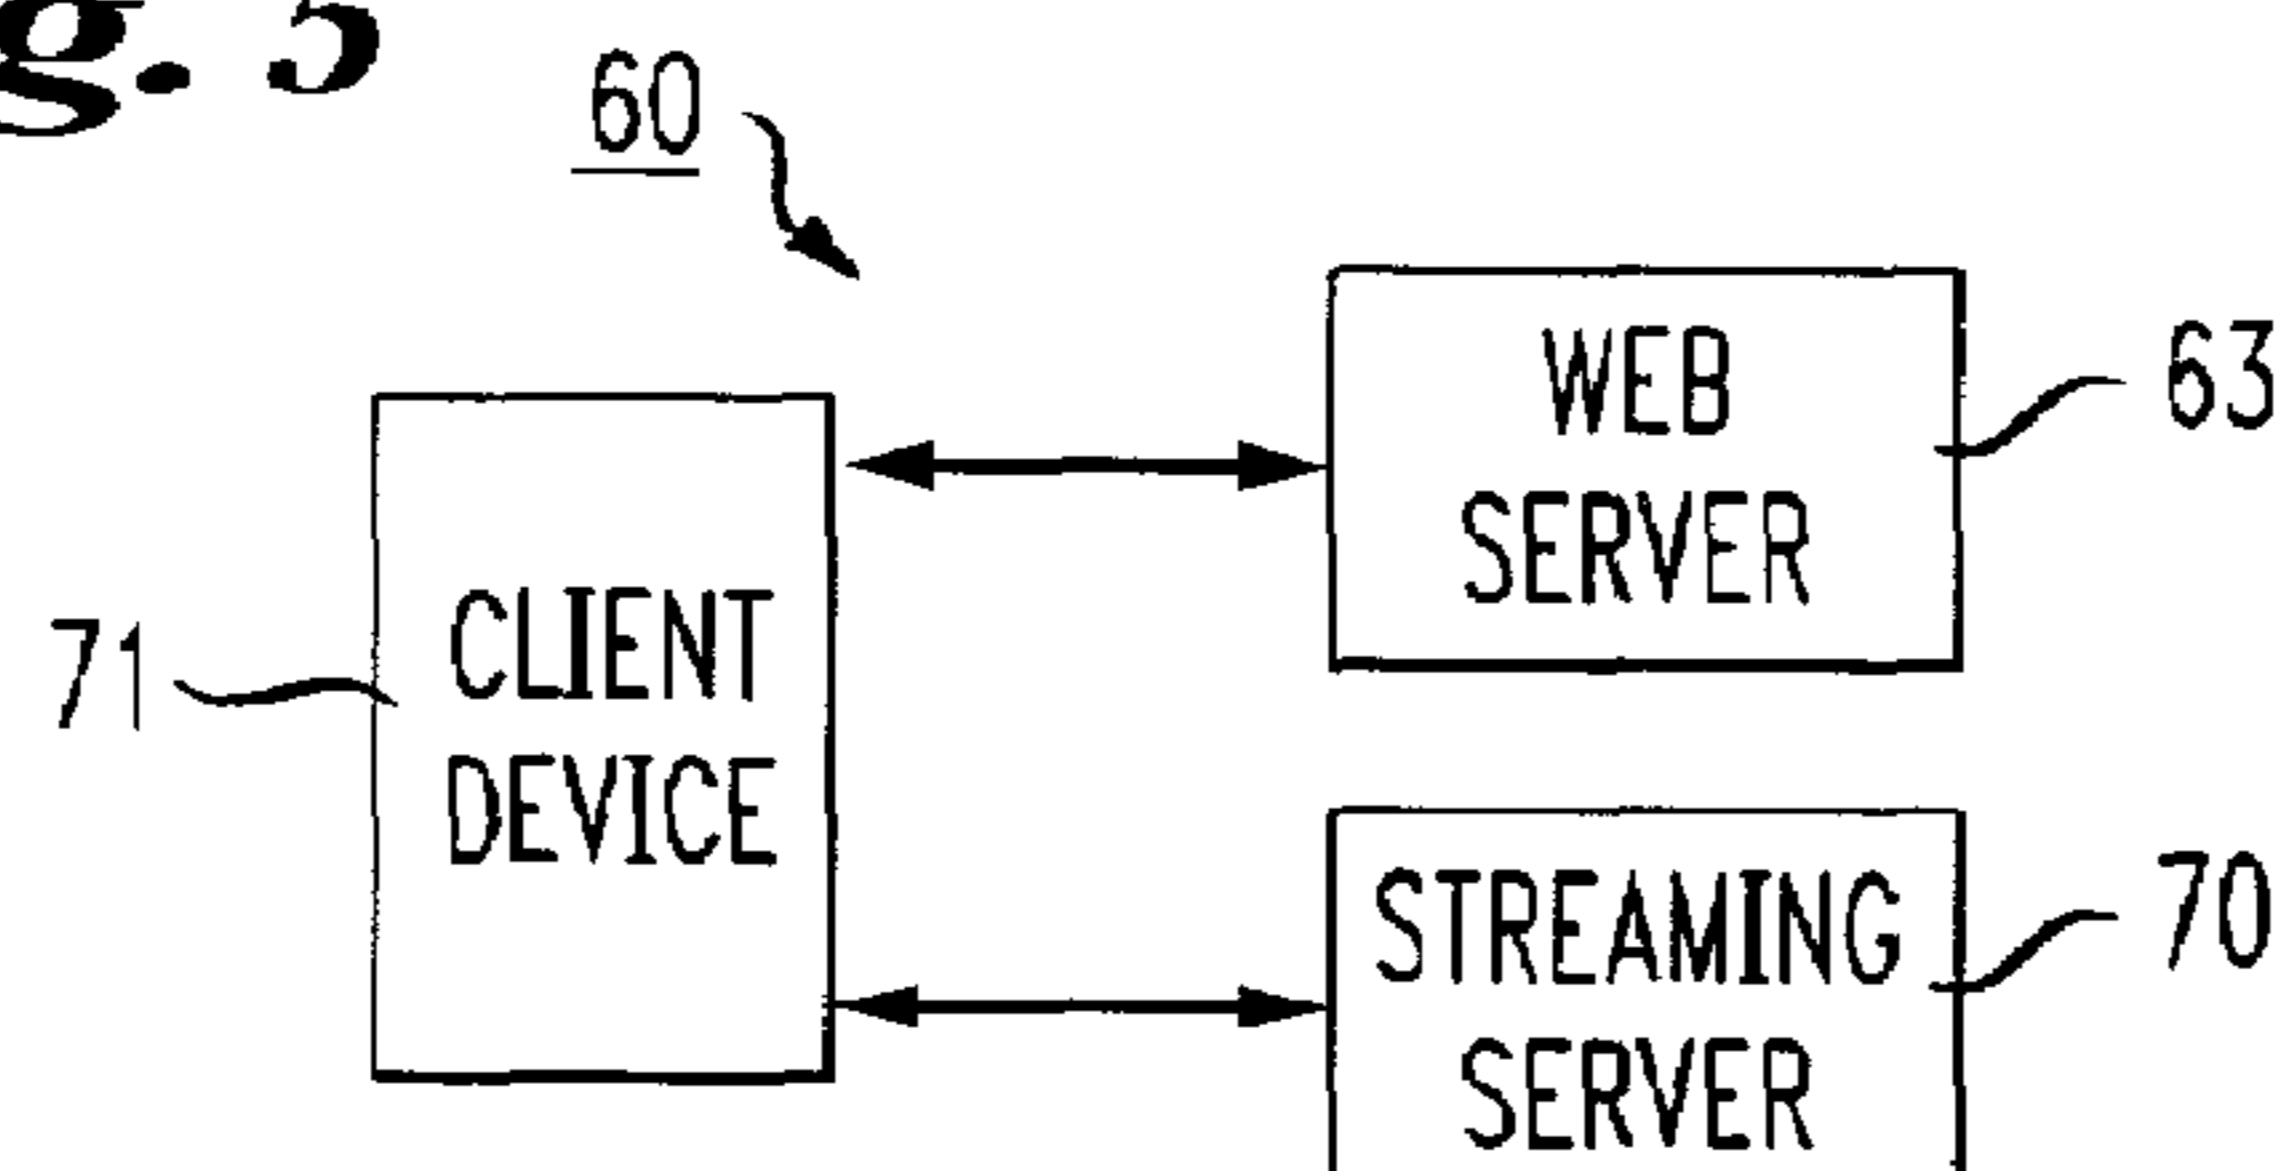 g. 5
60
WEB
SERVER
63
CLIENT
DEVICE
71
STREAMING
SERVER
70